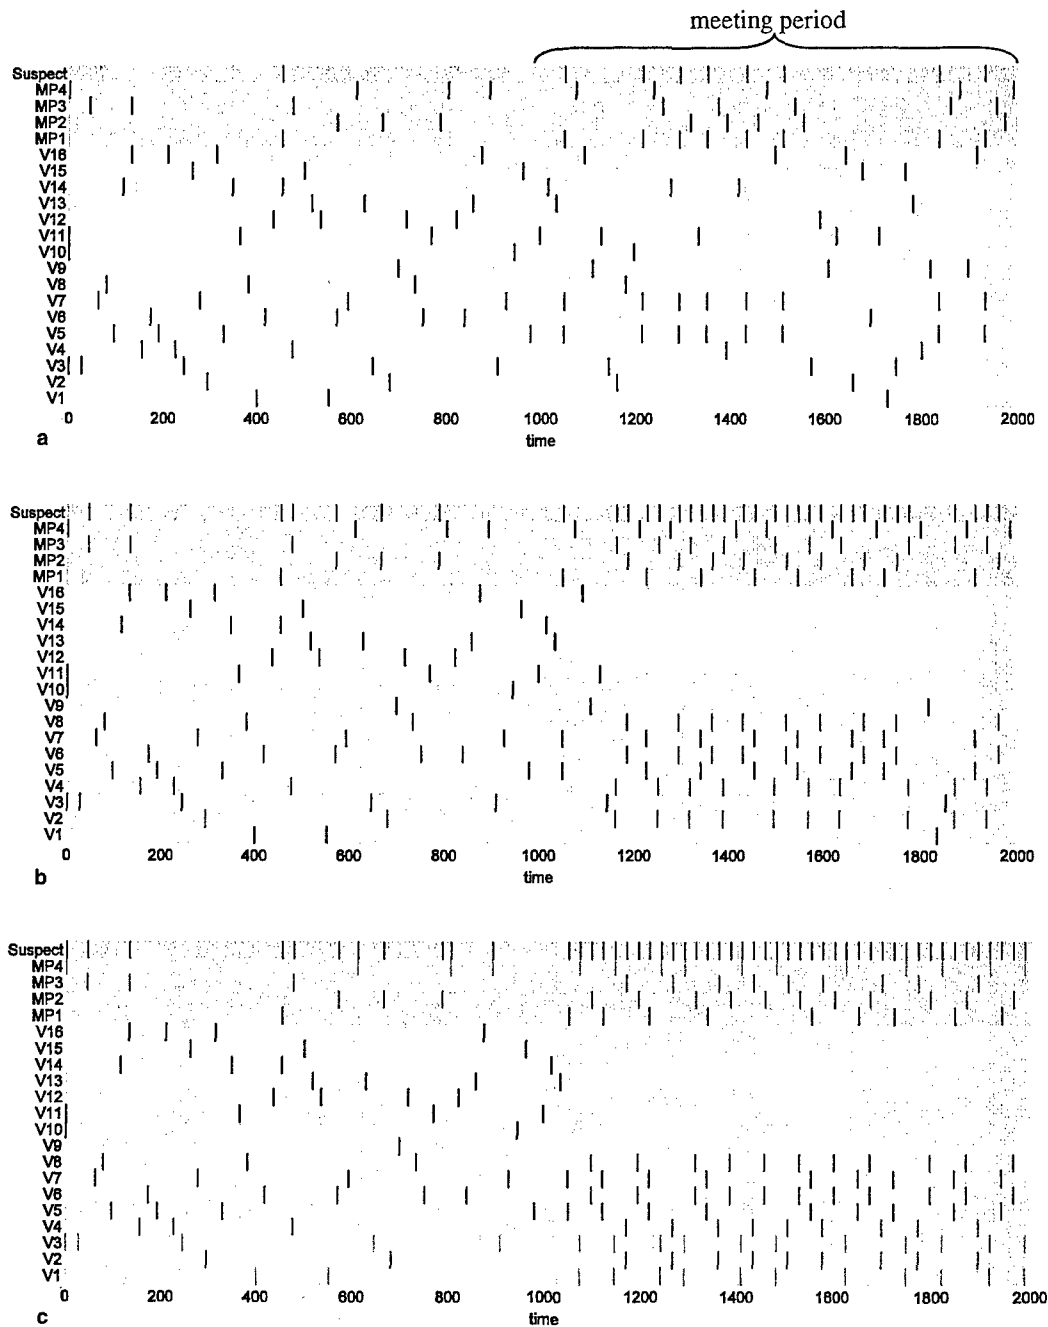 meeting period
Suspect
MP4
MP3
MP2
MP1
V16
V15
V14
V13
V12
V11
V10
V9
V8
V7
V6
V5
V4
V3
V2
V1
0 200 400 600 800 1000 1200 1400 1600 1800 2000
time
a
Suspect
MP4
MP3
MP2
MP1
V16
V15
V14
V13
V12
V11
V10
V9
V8
V7
V6
V5
V4
V3
V2
V1
0 200 400 600 800 1000 1200 1400 1600 1800 2000
time
b
Suspect
MP4
MP3
MP2
MP1
V16
V15
V14
V13
V12
V11
V10
V9
V8
V7
V6
V5
V4
V3
V2
V1
0 200 400 600 800 1000 1200 1400 1600 1800 2000
time
c